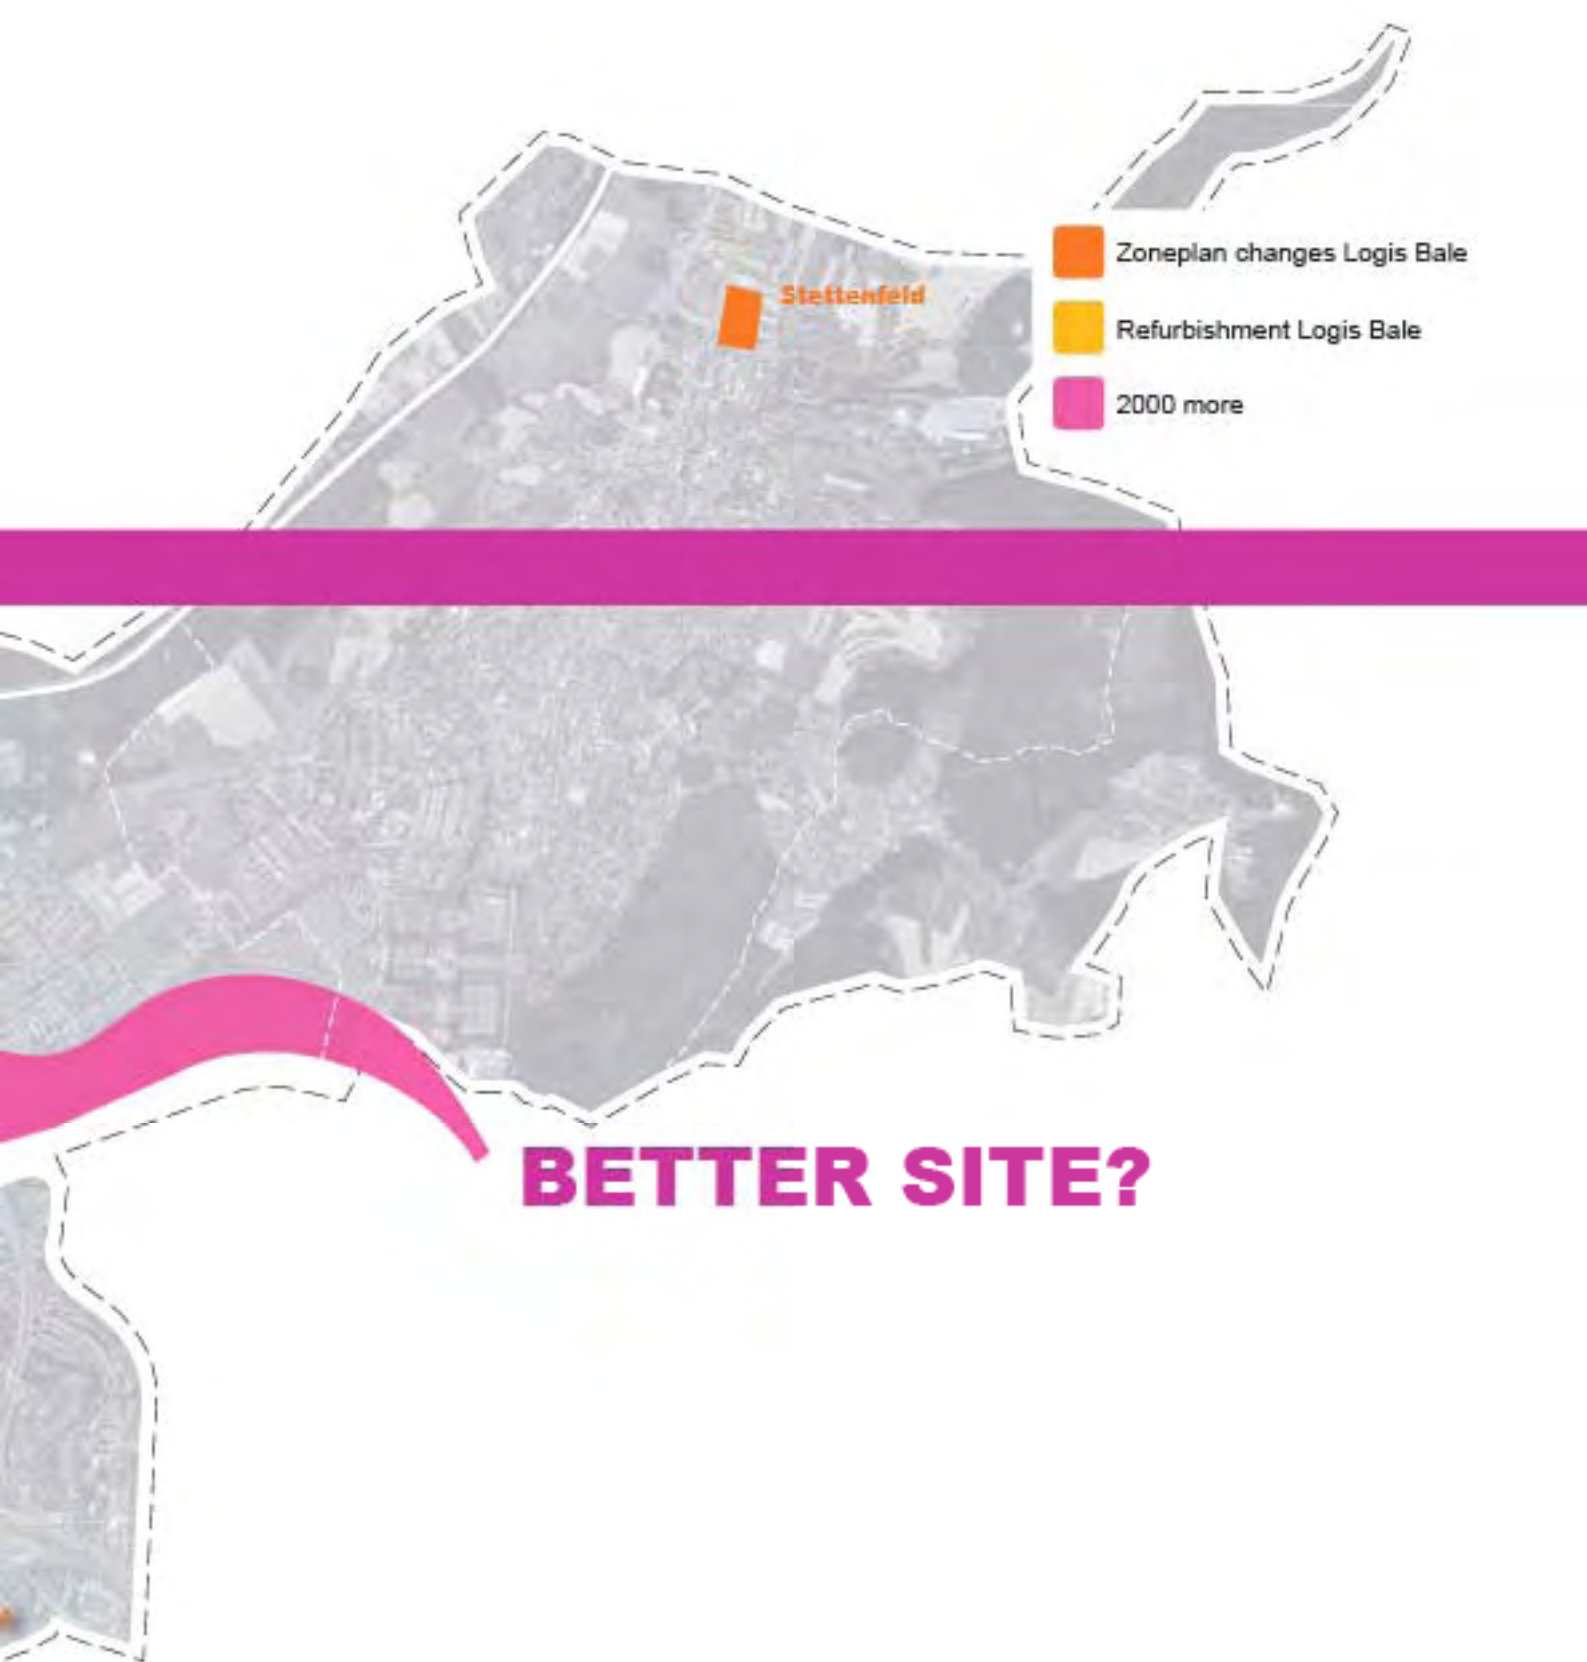 Zoneplan changes Logis Bale
Stettenfeld
Refurbishment Logis Bale
2000 more
BETTER SITE?